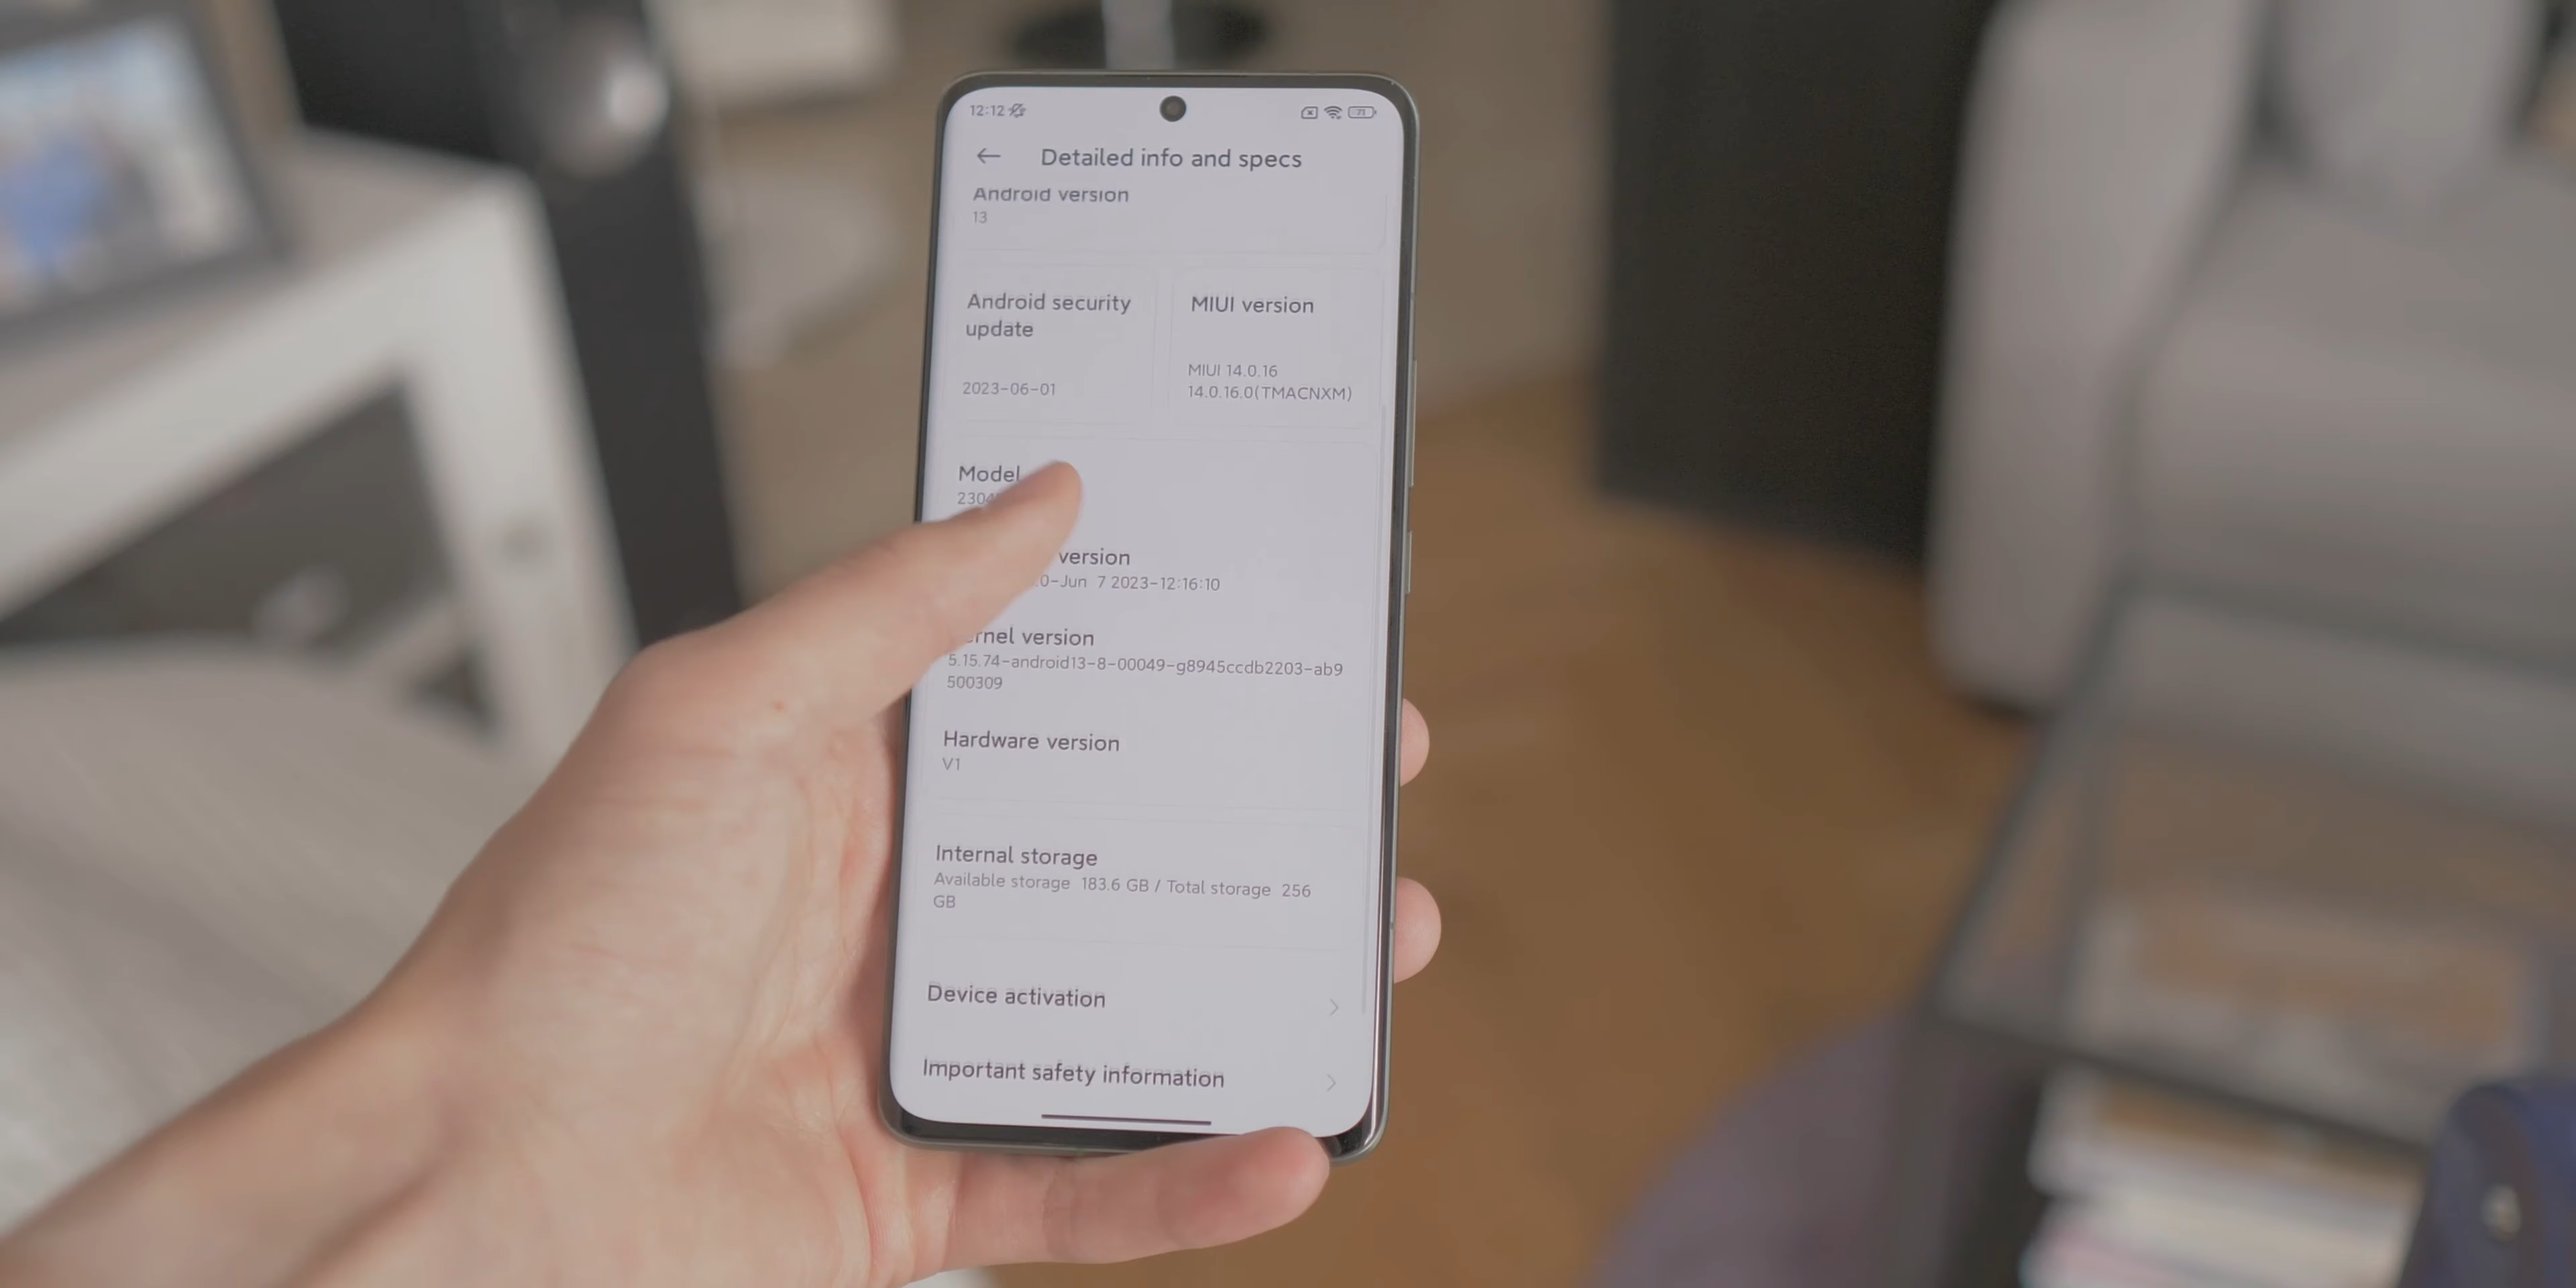 12:12
71
Detailed info and specs
Android version
13
Android security
update
2023-06-01
MIUI version
MIUI 14.0.16
14.0.16.0(TMACNXM)
Model
2304
version
0-Jun 7 2023-12:16:10
rnel version
5.15.74-android13-8-00049-g8945ccdb2203-ab9
500309
Hardware version
V1
Internal storage
Available storage 183.6 GB / Total storage 256
GB
Device activation
Important safety information